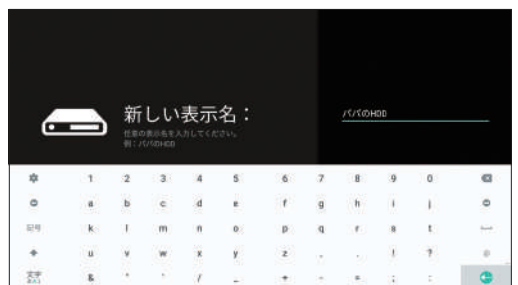 新しい表示名：
任意の表示名を入力してください。
例：パパのHDD
パパのHDD
1 2 3 4 5 6 7 8 9 0
a b c d e f g h i j
記号 k l m n o p q r s t
u v w x y z , . ! ? @
文字 & " ' / _ + - = ; :